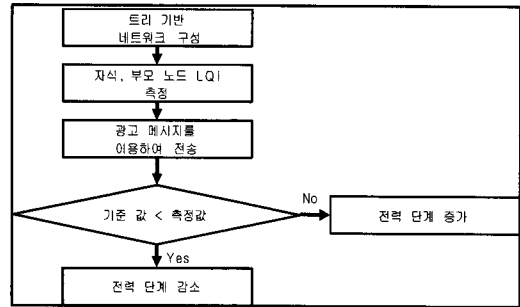 트리 기반
네트워크 구성
자식, 부모 노드 LQI
측정
광고 메시지를
이용하여 전송
기준 값 < 측정값
No
전력 단계 증가
Yes
전력 단계 감소